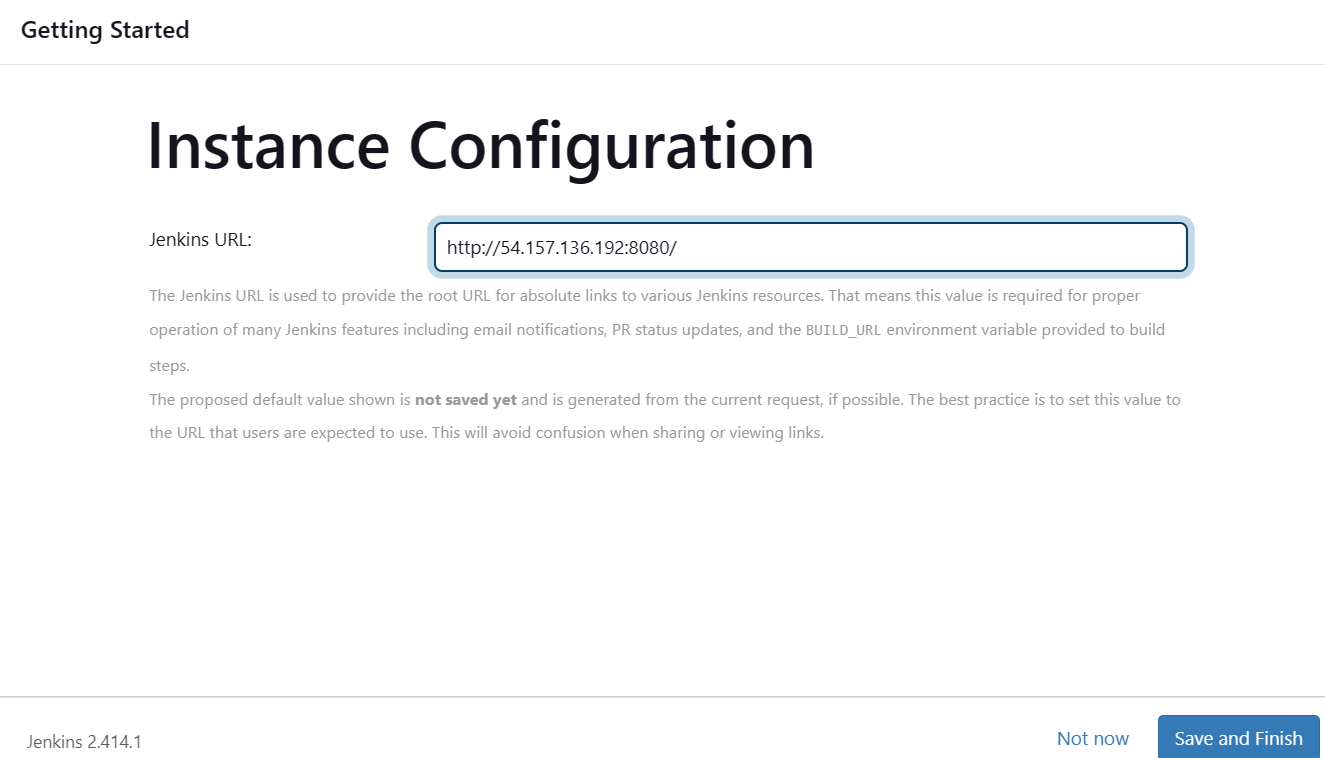 Getting Started
Instance Configuration
Jenkins URL:
http://54.157.136.192:8080/
The Jenkins URL is used to provide the root URL for absolute links to various Jenkins resources. That means this value is required for proper
operation of many Jenkins features including email notifications, PR status updates, and the BUILD_URL environment variable provided to build
steps.
The proposed default value shown is not saved yet and is generated from the current request, if possible. The best practice is to set this value to
the URL that users are expected to use. This will avoid confusion when sharing or viewing links.
Jenkins 2.414.1
Not now
Save and Finish